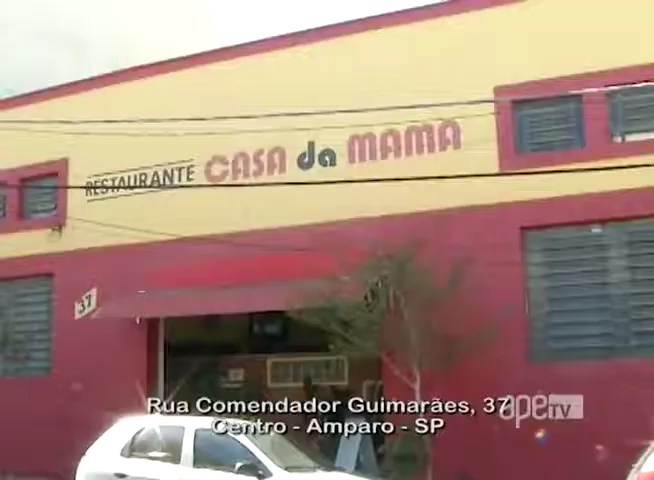 RESTAURANTE CASA da MAMA
37
Rua Comendador Guimarães, 37
Centro - Amparo - SP
apeTV